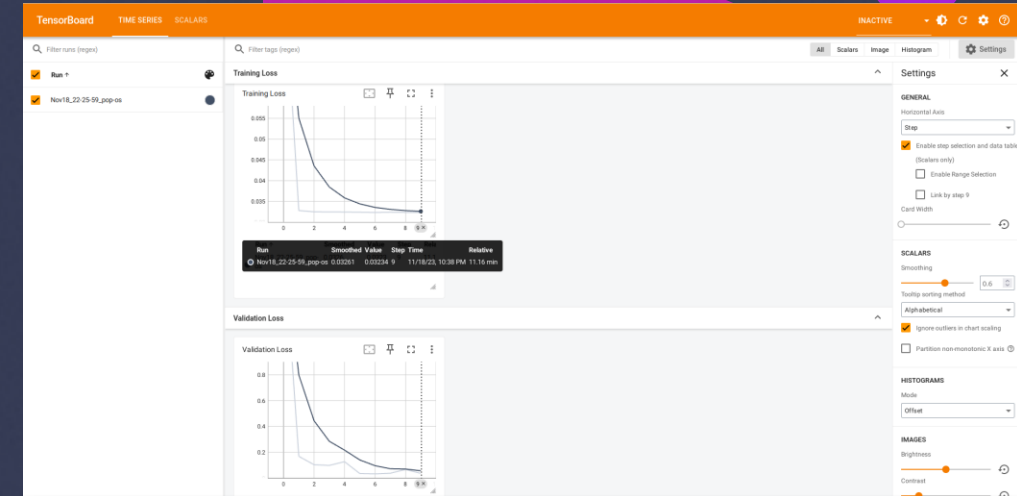 TensorBoard TIME SERIES SCALARS INACTIVE
Filter runs (regex)
Run
Nov18_22-25-59_pop-os
Filter tags (regex)
All Scalars Image Histogram Settings
Training Loss
Training Loss
0.055
0.05
0.045
0.04
0.035
0 2 4 6 8 9
Run Smoothed Value Step Time Relative
Nov18_22-25-59_pop-os 0.03261 0.03234 9 11/18/23, 10:38 PM 11.16 min
Validation Loss
Validation Loss
0.8
0.6
0.4
0.2
0 2 4 6 8 9
Settings
GENERAL
Horizontal Axis
Step
Enable step selection and data table
(Scalars only)
Enable Range Selection
Link by step 9
Card Width
SCALARS
Smoothing
0.6
Tooltip sorting method
Alphabetical
Ignore outliers in chart scaling
Partition non-monotonic X axis
HISTOGRAMS
Mode
Offset
IMAGES
Brightness
Contrast